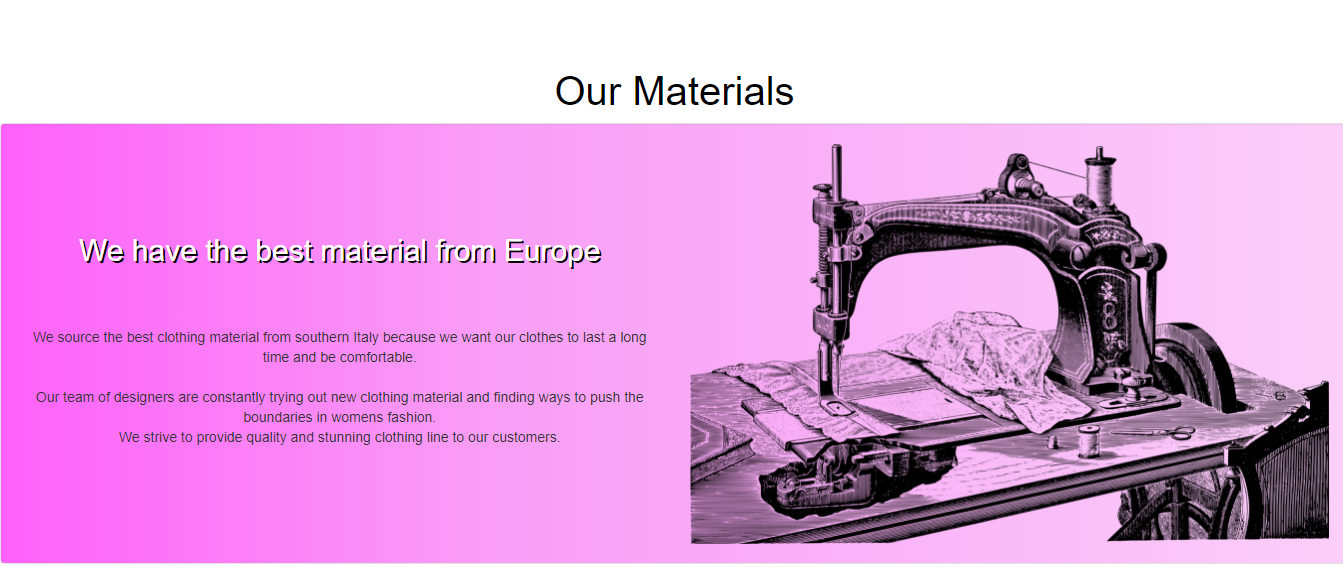 Our Materials
We have the best material from Europe
We source the best clothing material from southern Italy because we want our clothes to last a long
time and be comfortable.
Our team of designers are constantly trying out new clothing material and finding ways to push the
boundaries in womens fashion.
We strive to provide quality and stunning clothing line to our customers.
8